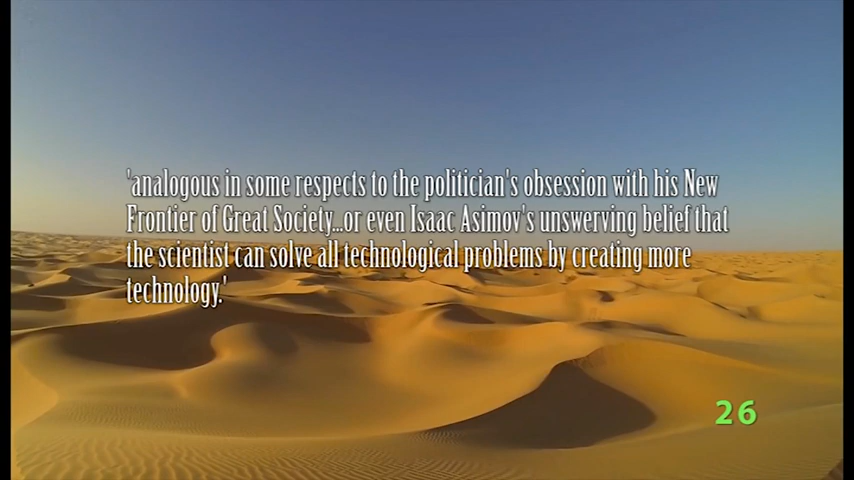 'analogous in some respects to the politician's obsession with his New
Frontier of Great Society...or even Isaac Asimov's unswerving belief that
the scientist can solve all technological problems by creating more
technology.'
26